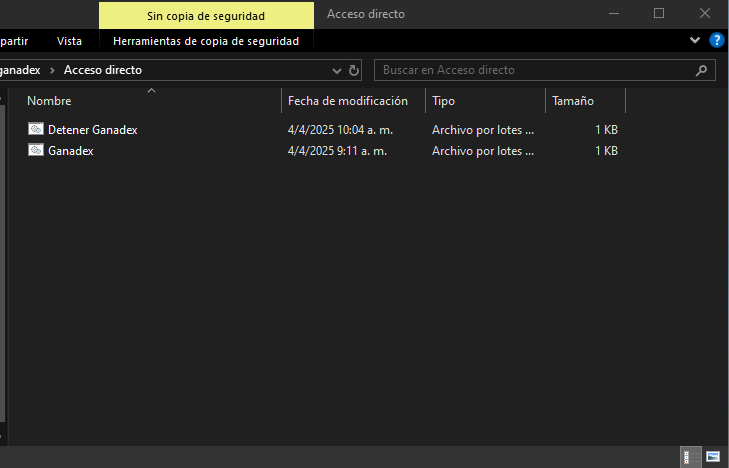 Sin copia de seguridad
Acceso directo
partir
Vista
Herramientas de copia de seguridad
ganadex > Acceso directo
Buscar en Acceso directo
Nombre
Fecha de modificación
Tipo
Tamaño
Detener Ganadex
4/4/2025 10:04 a. m.
Archivo por lotes ...
1 KB
Ganadex
4/4/2025 9:11 a. m.
Archivo por lotes ...
1 KB